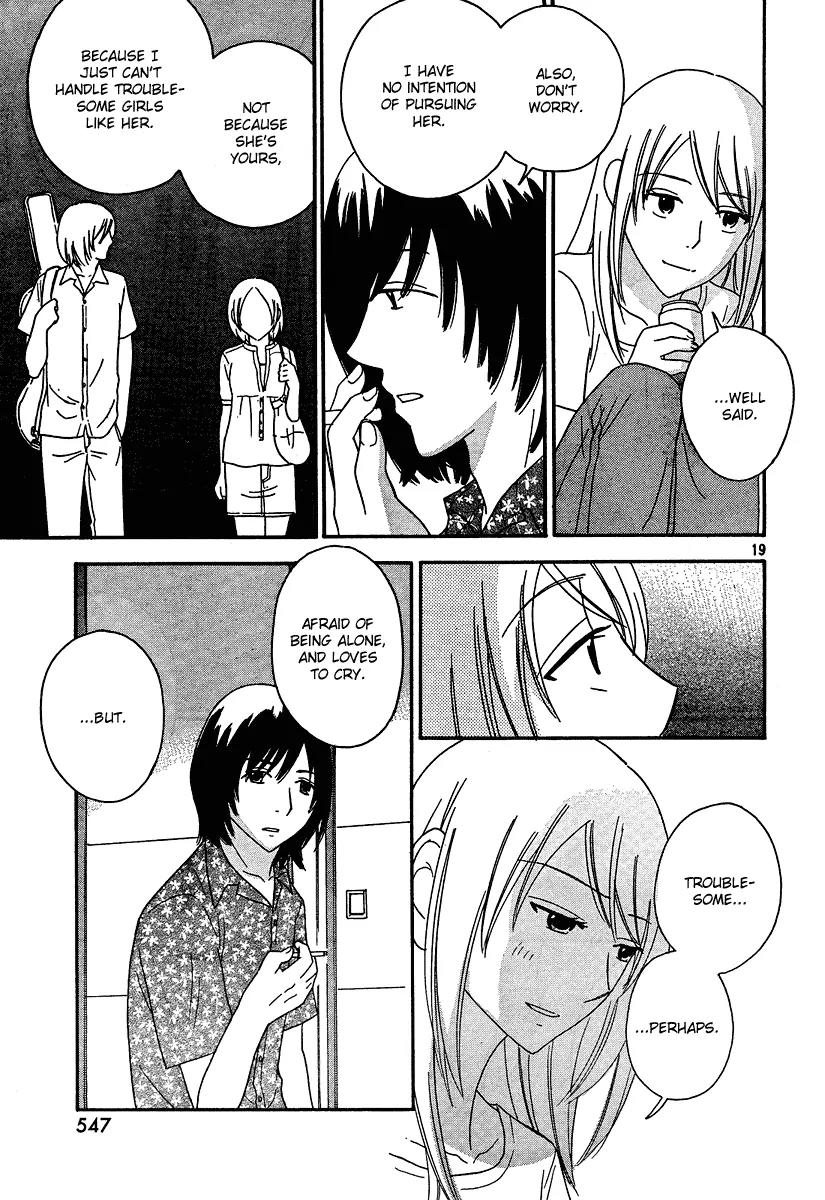 ALSO,
DON'T
WORRY.
I HAVE
NO INTENTION
OF PURSUING
HER.
NOT
BECAUSE
SHE'S
YOURS,
BECAUSE I
JUST CAN'T
HANDLE TROUBLE-
SOME GIRLS
LIKE HER.
...WELL
SAID.
19
TROUBLE-
SOME...
...PERHAPS.
AFRAID OF
BEING ALONE,
AND LOVES
TO CRY.
...BUT.
547